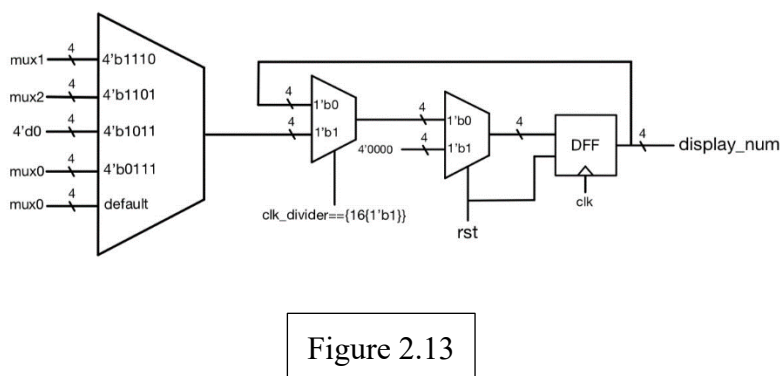 mux1 4 4'b1110
mux2 4 4'b1101
4'd0 4 4'b1011
mux0 4 4'b0111
mux0 4 default
4 1'b0
4 1'b1
clk_divider=={16{1'b1}}
4 1'b0
4'0000 4 1'b1
rst
4
DFF
clk
4
display_num
Figure 2.13